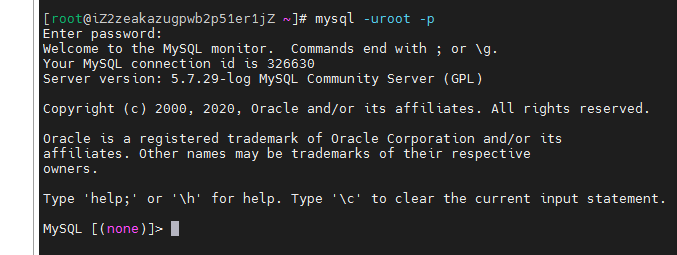 [root@iZ2zeakazugpwb2p51er1jZ ~]# mysql -uroot -p
Enter password:
Welcome to the MySQL monitor.  Commands end with ; or \g.
Your MySQL connection id is 326630
Server version: 5.7.29-log MySQL Community Server (GPL)
Copyright (c) 2000, 2020, Oracle and/or its affiliates. All rights reserved.
Oracle is a registered trademark of Oracle Corporation and/or its
affiliates. Other names may be trademarks of their respective
owners.
Type 'help;' or '\h' for help. Type '\c' to clear the current input statement.
MySQL [(none)]>